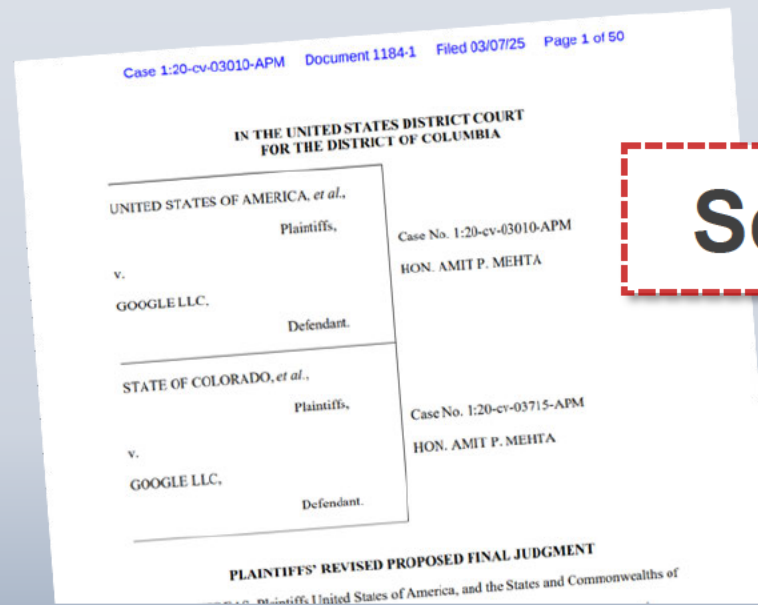 Case 1:20-cv-03010-APM Document 1184-1 Filed 03/07/25 Page 1 of 50
IN THE UNITED STATES DISTRICT COURT
FOR THE DISTRICT OF COLUMBIA
UNITED STATES OF AMERICA, et al.,
Plaintiffs,
v.
GOOGLE LLC,
Defendant.
Case No. 1:20-cv-03010-APM
HON. AMIT P. MEHTA
STATE OF COLORADO, et al.,
Plaintiffs,
v.
GOOGLE LLC,
Defendant.
Case No. 1:20-cv-03715-APM
HON. AMIT P. MEHTA
PLAINTIFFS' REVISED PROPOSED FINAL JUDGMENT
Plaintiffs United States of America, and the States and Commonwealths of